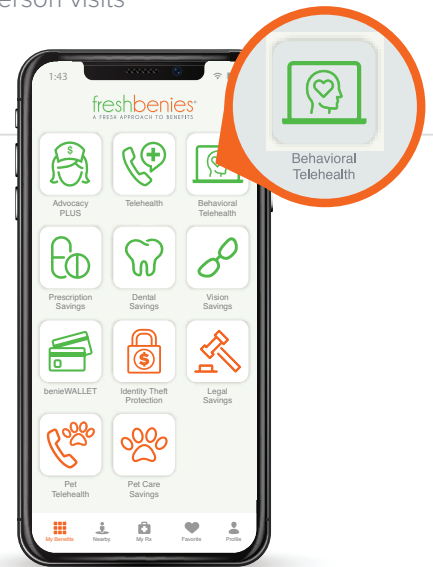 erson visits
1:43
freshbenies®
A FRESH APPROACH TO BENEFITS
Behavioral
Telehealth
$
Advocacy
PLUS
Telehealth
Behavioral
Telehealth
Prescription
Savings
Dental
Savings
Vision
Savings
benieWALLET
$
Identity Theft
Protection
Legal
Savings
Pet
Telehealth
Pet Care
Savings
My Benefits
Nearby
My Rx
Favorite
Profile